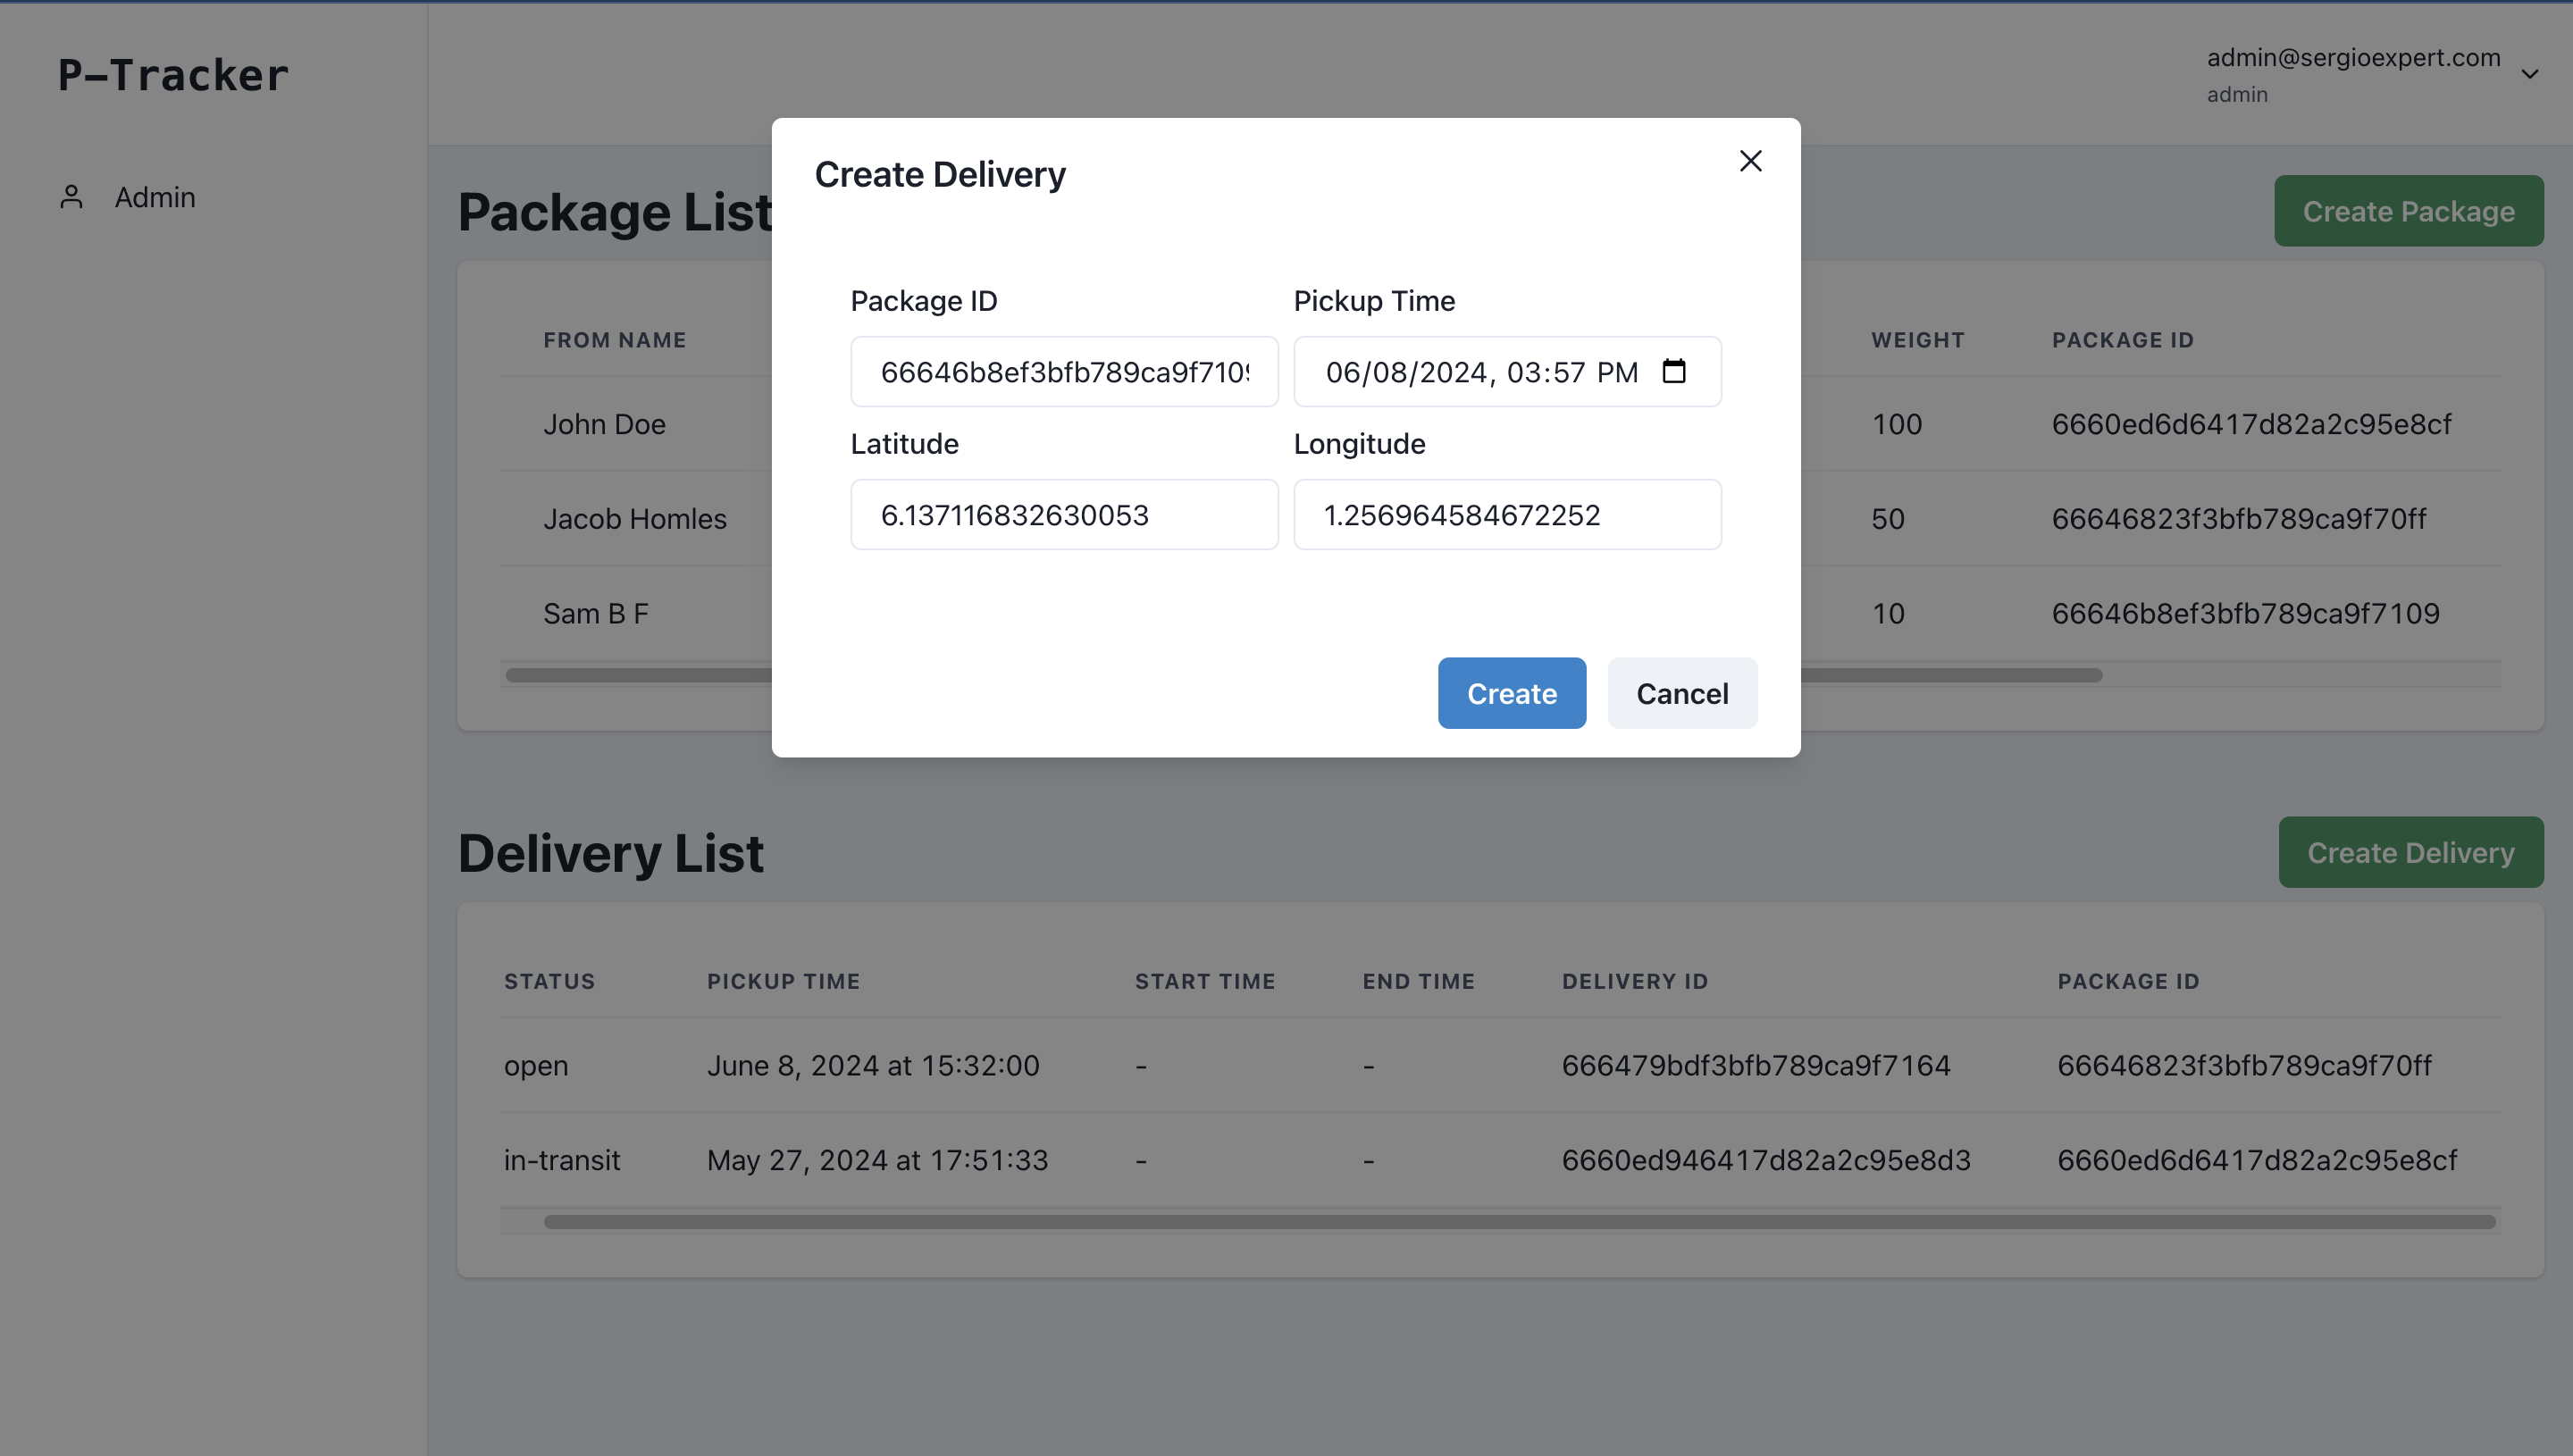 P-Tracker
admin@sergioexpert.com
admin
Admin
Package List
Create Package
FROM NAME WEIGHT PACKAGE ID
John Doe 100 6660ed6d6417d82a2c95e8cf
Jacob Homles 50 66646823f3bfb789ca9f70ff
Sam B F 10 66646b8ef3bfb789ca9f7109
Create Delivery
Package ID Pickup Time
66646b8ef3bfb789ca9f7109 06/08/2024, 03:57 PM
Latitude Longitude
6.137116832630053 1.256964584672252
Create Cancel
Delivery List
Create Delivery
STATUS PICKUP TIME START TIME END TIME DELIVERY ID PACKAGE ID
open June 8, 2024 at 15:32:00 - - 666479bdf3bfb789ca9f7164 66646823f3bfb789ca9f70ff
in-transit May 27, 2024 at 17:51:33 - - 6660ed946417d82a2c95e8d3 6660ed6d6417d82a2c95e8cf